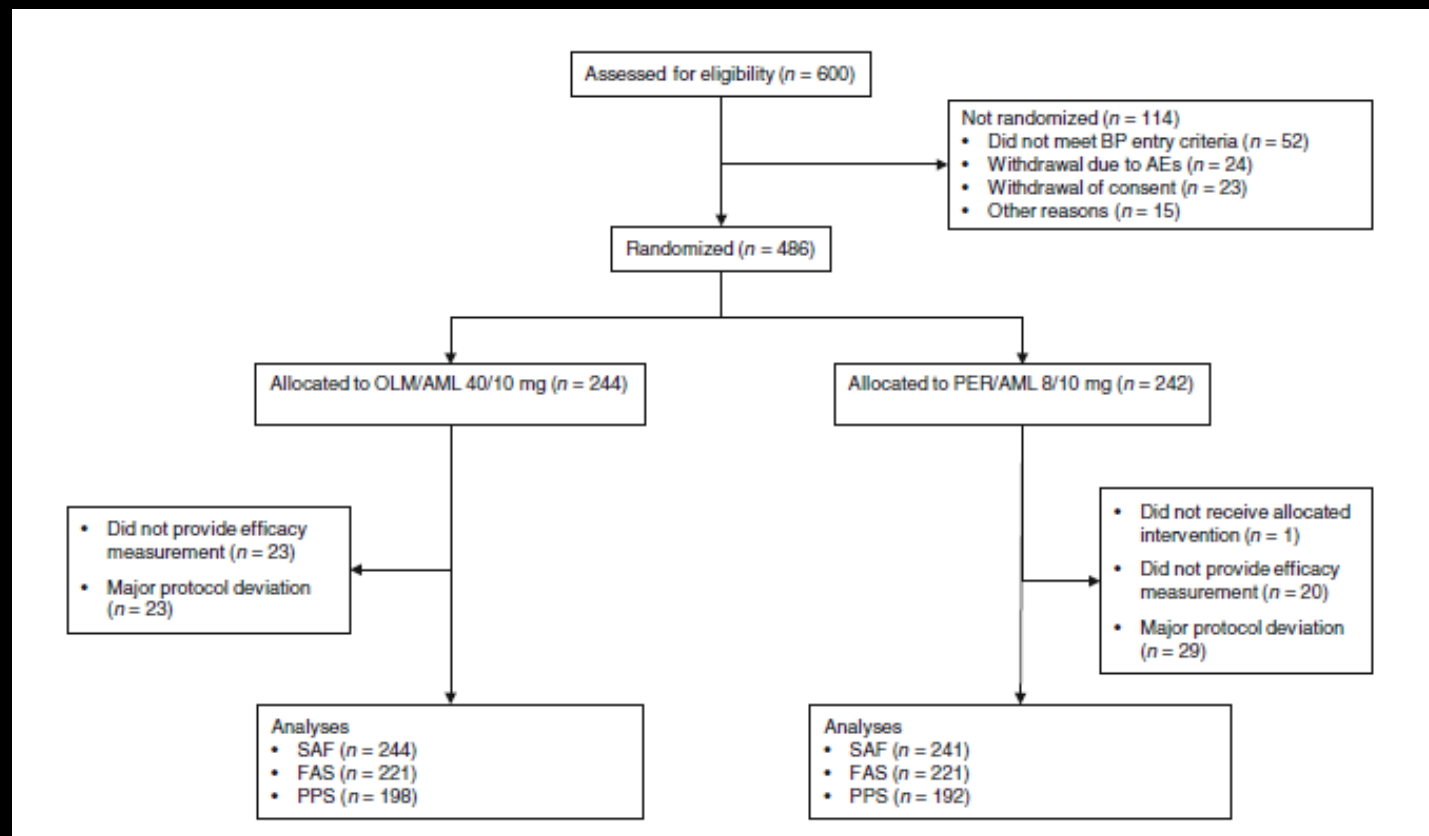 Assessed for eligibility (n = 600)
Not randomized (n = 114)
• Did not meet BP entry criteria (n = 52)
• Withdrawal due to AEs (n = 24)
• Withdrawal of consent (n = 23)
• Other reasons (n = 15)
Randomized (n = 486)
Allocated to OLM/AML 40/10 mg (n = 244)
Allocated to PER/AML 8/10 mg (n = 242)
• Did not provide efficacy
measurement (n = 23)
• Major protocol deviation
(n = 23)
• Did not receive allocated
intervention (n = 1)
• Did not provide efficacy
measurement (n = 20)
• Major protocol deviation
(n = 29)
Analyses
• SAF (n = 244)
• FAS (n = 221)
• PPS (n = 198)
Analyses
• SAF (n = 241)
• FAS (n = 221)
• PPS (n = 192)